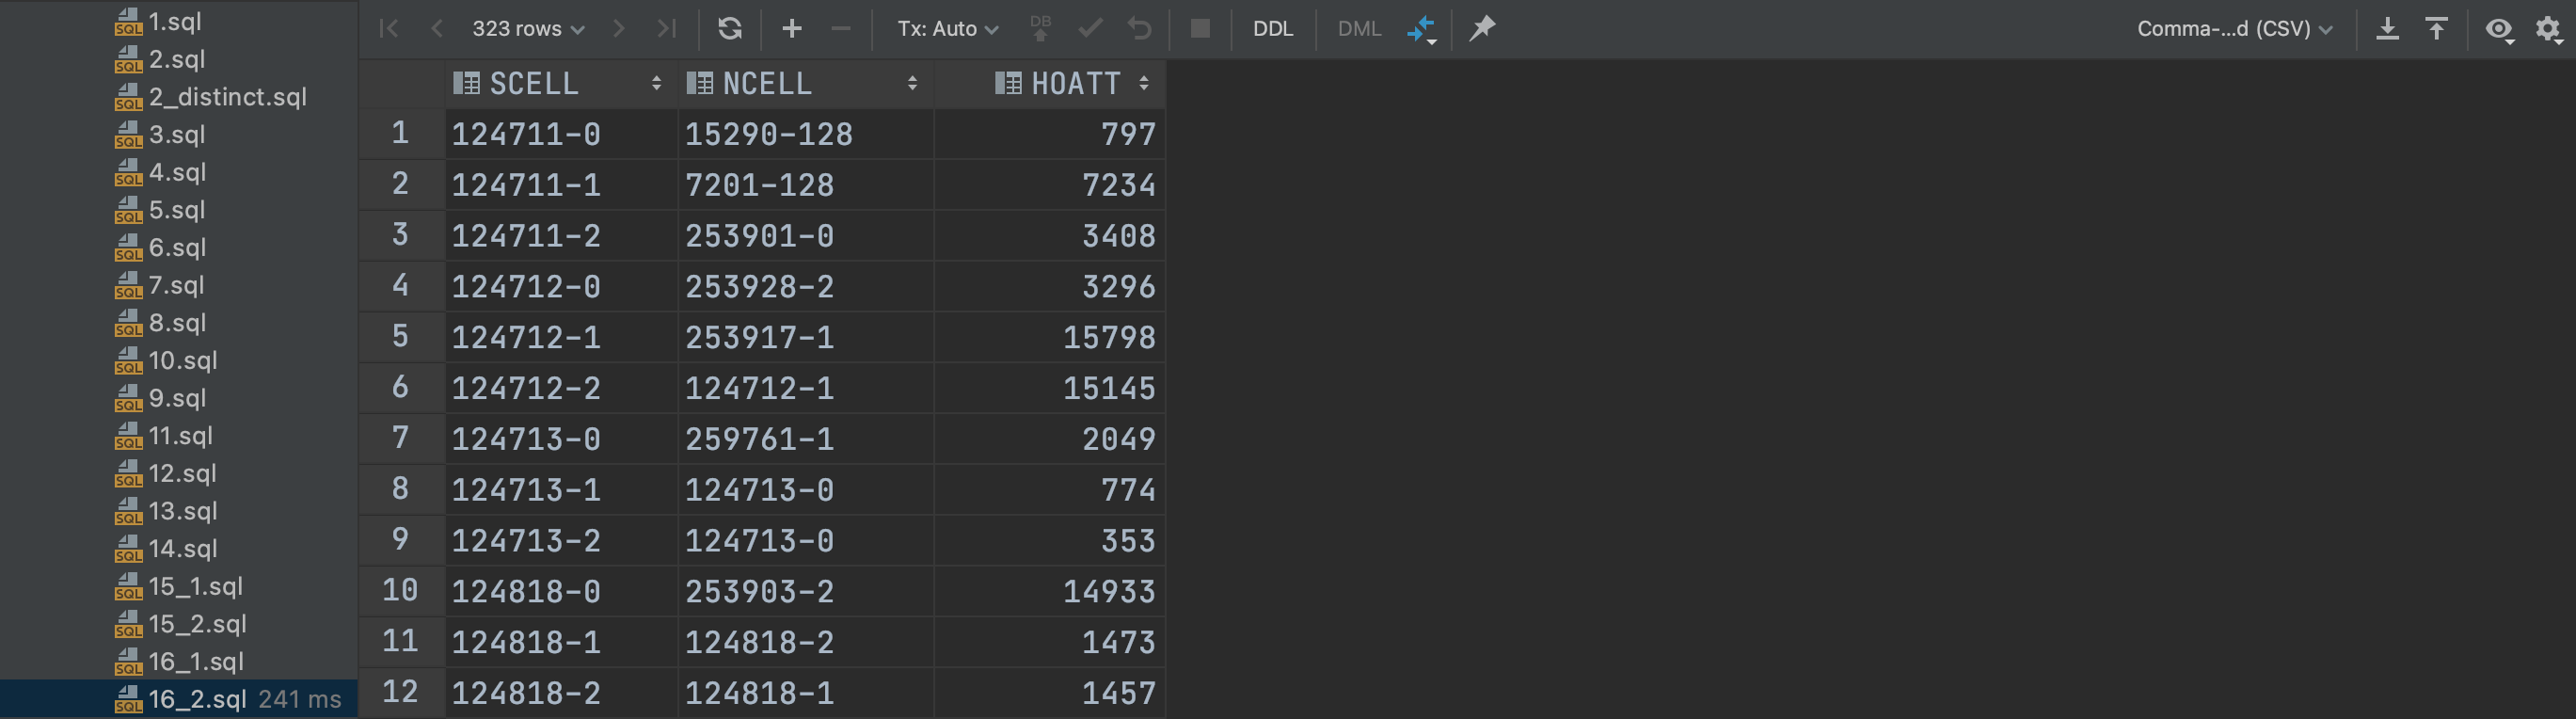 1.sql
2.sql
2_distinct.sql
3.sql
4.sql
5.sql
6.sql
7.sql
8.sql
10.sql
9.sql
11.sql
12.sql
13.sql
14.sql
15_1.sql
15_2.sql
16_1.sql
16_2.sql 241 ms
323 rows Tx: Auto DB DDL DML Comma-...d (CSV)
SCELL NCELL HOATT
1 124711-0 15290-128 797
2 124711-1 7201-128 7234
3 124711-2 253901-0 3408
4 124712-0 253928-2 3296
5 124712-1 253917-1 15798
6 124712-2 124712-1 15145
7 124713-0 259761-1 2049
8 124713-1 124713-0 774
9 124713-2 124713-0 353
10 124818-0 253903-2 14933
11 124818-1 124818-2 1473
12 124818-2 124818-1 1457